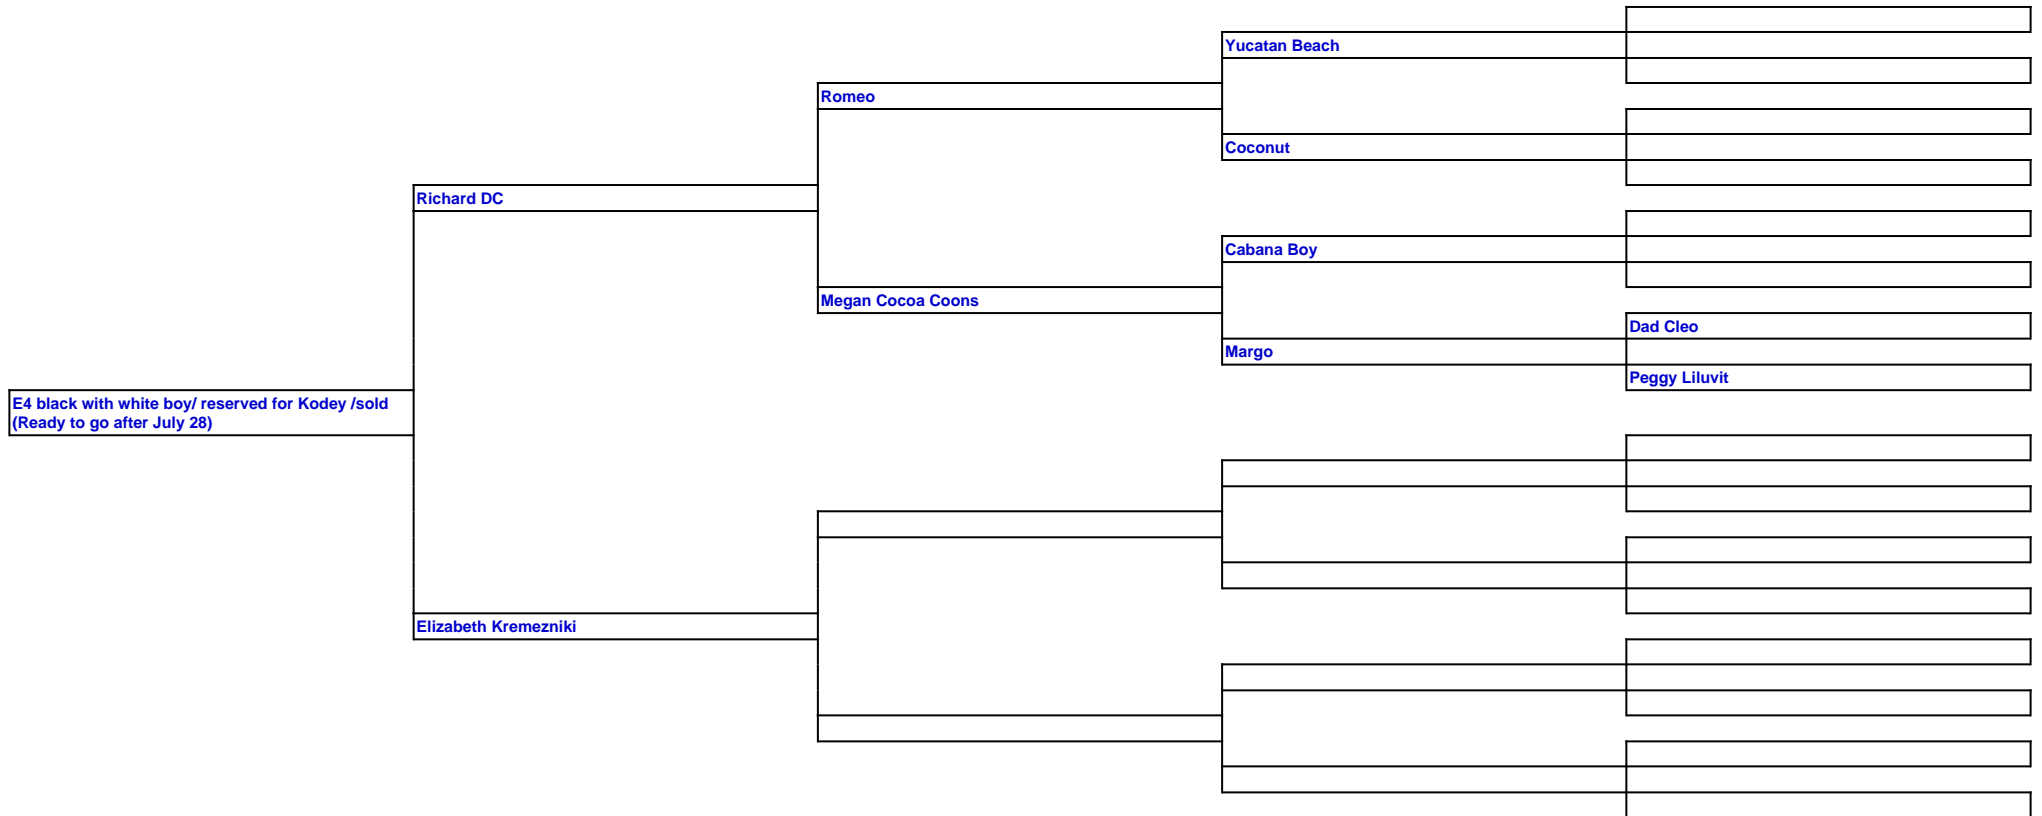 Yucatan Beach
Romeo
Coconut
Richard DC
Cabana Boy
Megan Cocoa Coons
Dad Cleo
Margo
Peggy Liluvit
E4 black with white boy/ reserved for Kodey /sold
(Ready to go after July 28)
Elizabeth Kremezniki